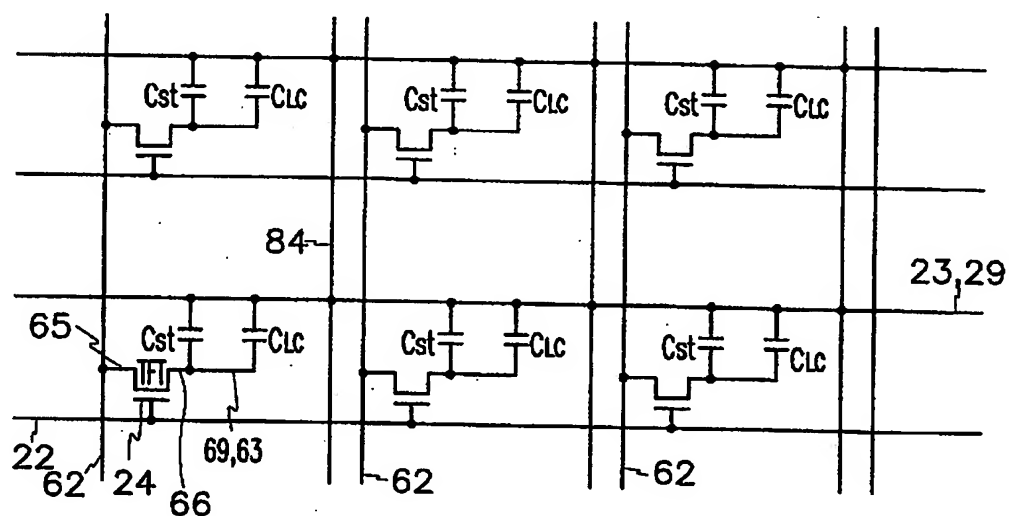 Cst CLC Cst CLC Cst CLC
84
23,29
65 Cst CLC Cst CLC Cst CLC
TFT
22 69,63
62 24 66 62 62